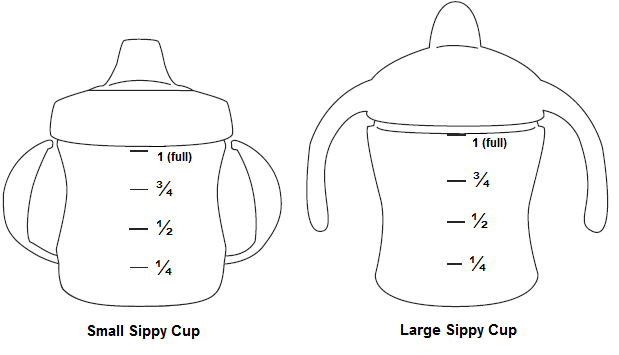 1 (full)
¾
½
¼
Small Sippy Cup
1 (full)
¾
½
¼
Large Sippy Cup